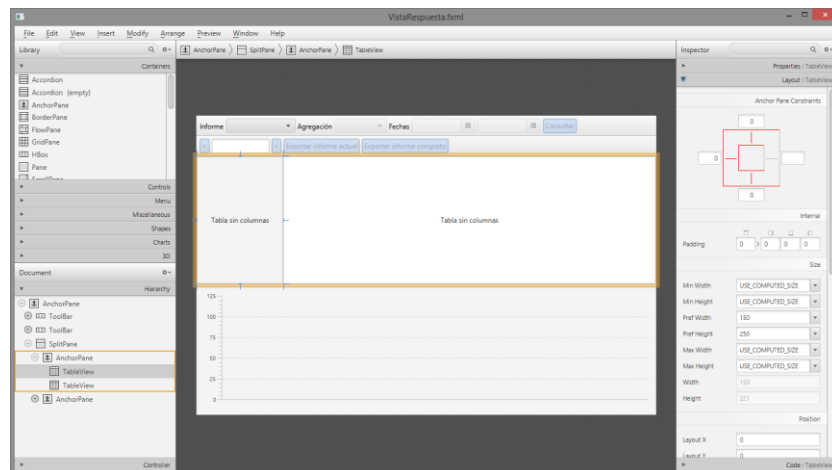 VistaRespuesta.fxml
File Edit View Insert Modify Arrange Preview Window Help
Library
AnchorPane SplitPane AnchorPane TableView
Inspector
Containers
Accordion
Accordion (empty)
AnchorPane
BorderPane
FlowPane
GridPane
HBox
Pane
ScrollPane
Controls
Menu
Miscellaneous
Shapes
Charts
3D
Document
Hierarchy
AnchorPane
ToolBar
ToolBar
SplitPane
AnchorPane
TableView
TableView
AnchorPane
Controller
Informe Agregación Fechas Consultar
< > Exportar informe actual Exportar informe completo
Tabla sin columnas Tabla sin columnas
125
100
75
50
25
0
Properties : TableView
Layout : TableView
Anchor Pane Constraints
0
0
0
Internal
Padding 0 0 0 0
Size
Min Width USE_COMPUTED_SIZE
Min Height USE_COMPUTED_SIZE
Pref Width 150
Pref Height 250
Max Width USE_COMPUTED_SIZE
Max Height USE_COMPUTED_SIZE
Width 150
Height 221
Position
Layout X 0
Layout Y 0
Code : TableView